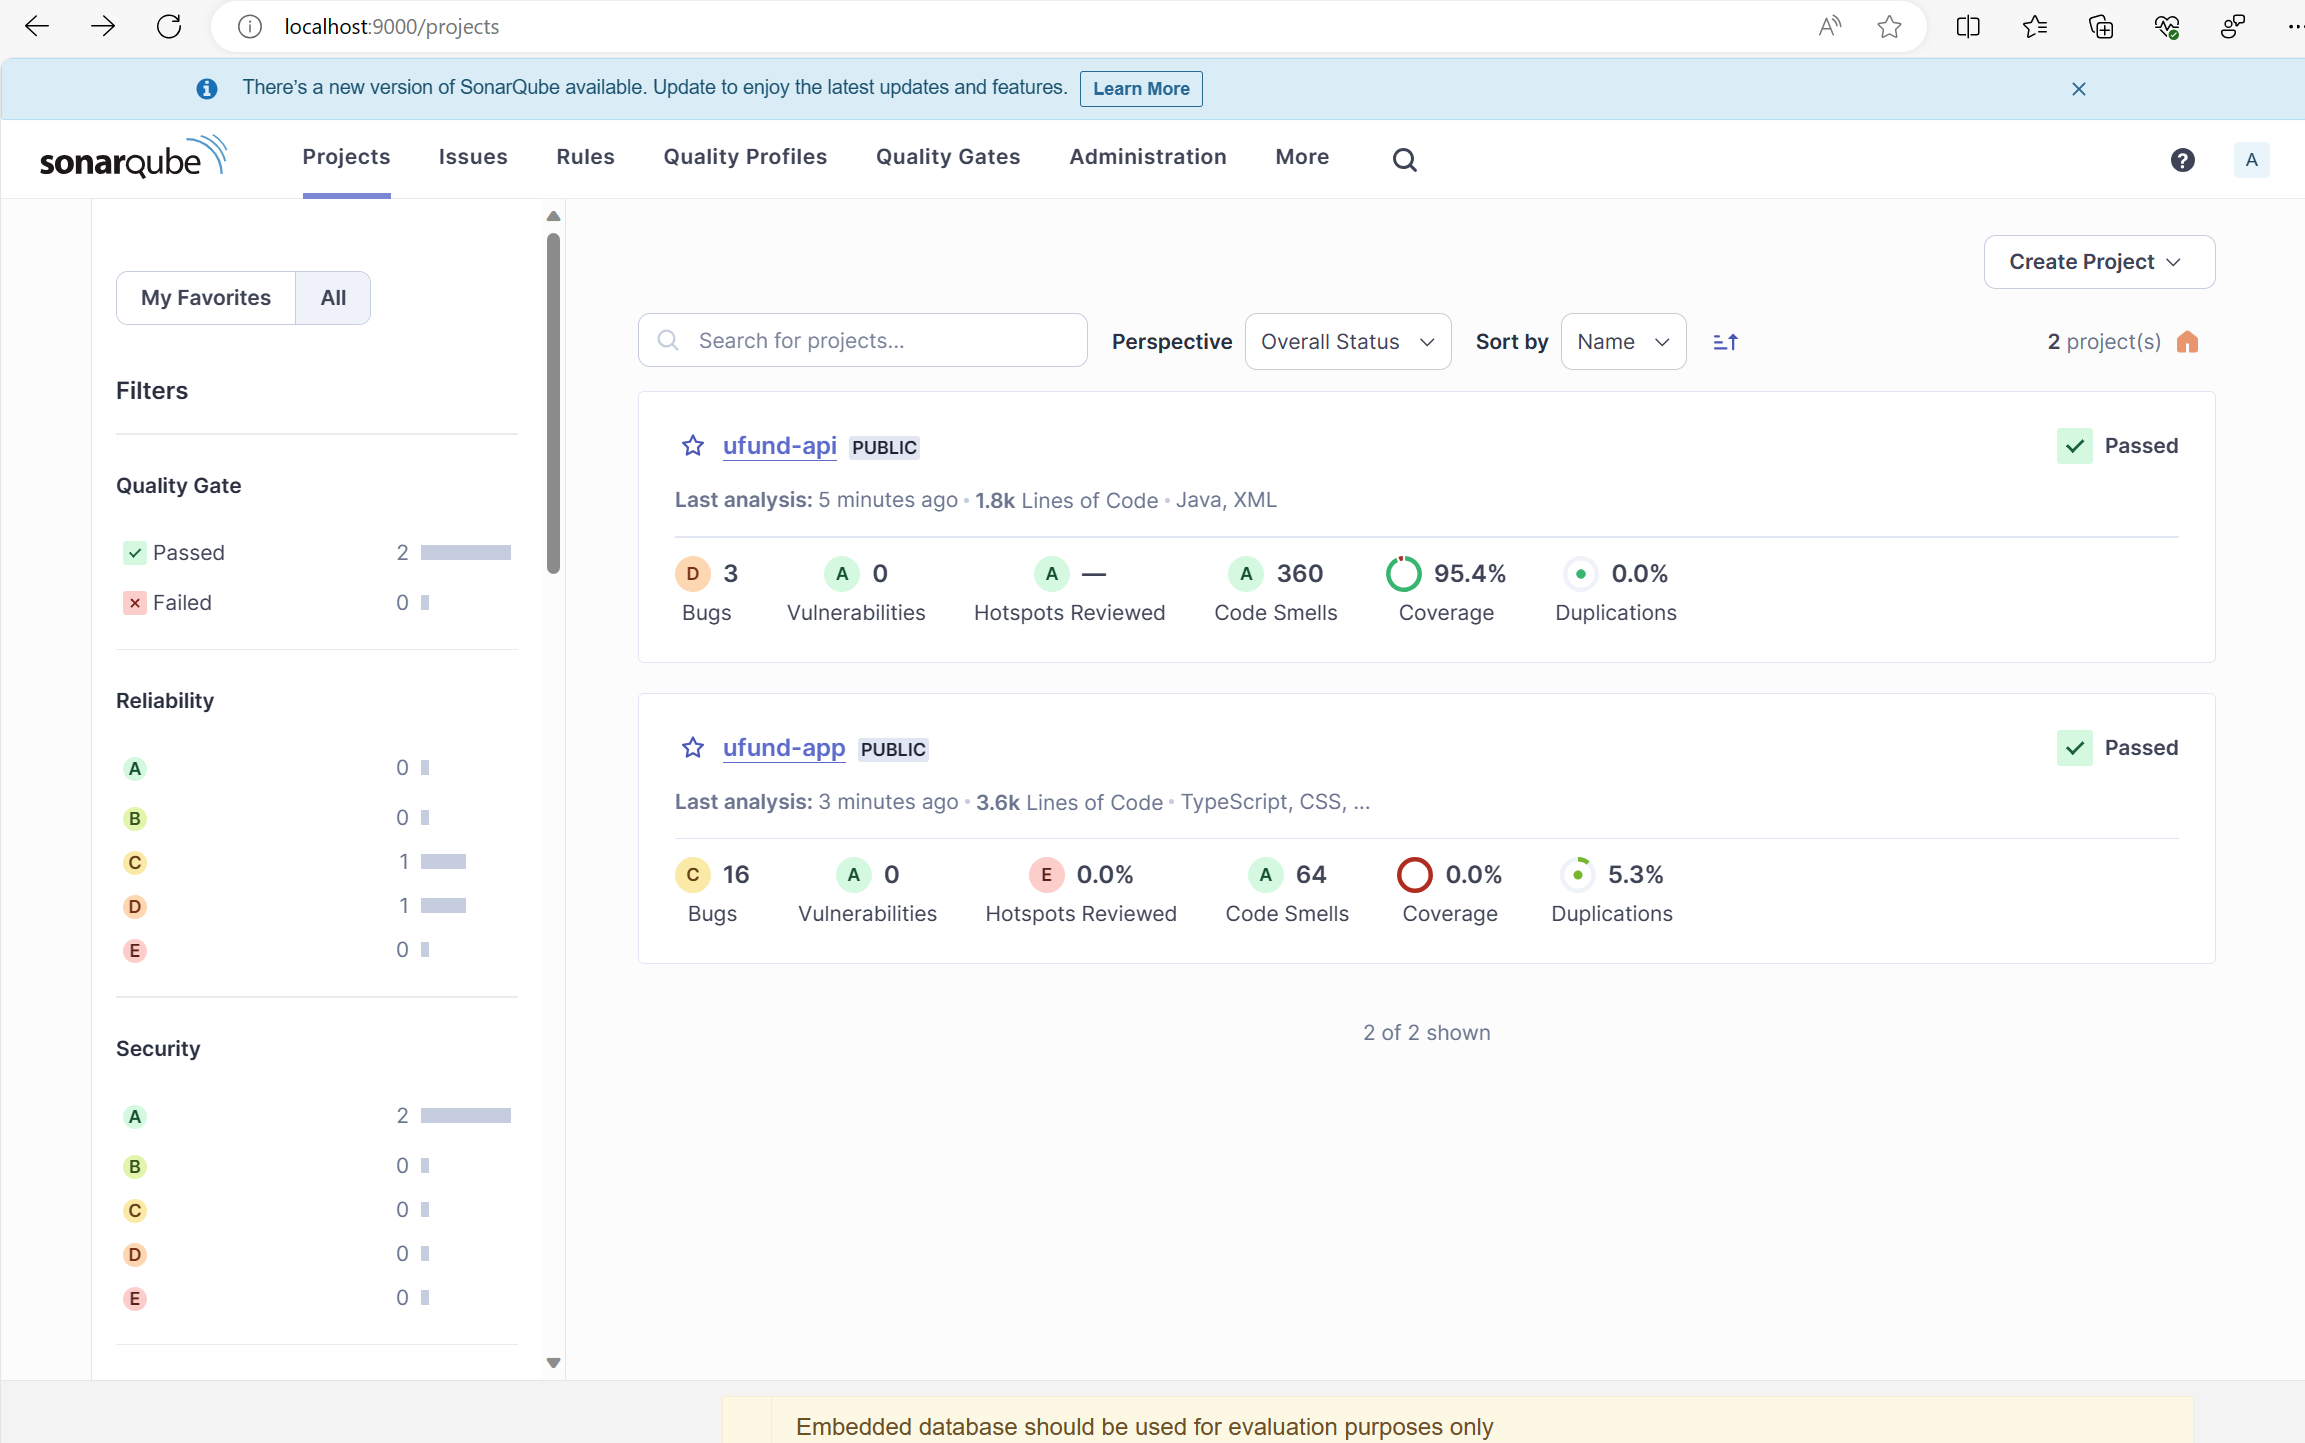 localhost:9000/projects
There's a new version of SonarQube available. Update to enjoy the latest updates and features. Learn More
sonarqube Projects Issues Rules Quality Profiles Quality Gates Administration More A
My Favorites All
Filters
Quality Gate
Passed 2
Failed 0
Reliability
A 0
B 0
C 1
D 1
E 0
Security
A 2
B 0
C 0
D 0
E 0
Create Project
Search for projects... Perspective Overall Status Sort by Name 2 project(s)
ufund-api PUBLIC Passed
Last analysis: 5 minutes ago • 1.8k Lines of Code • Java, XML
D 3 A 0 A — A 360 95.4% 0.0%
Bugs Vulnerabilities Hotspots Reviewed Code Smells Coverage Duplications
ufund-app PUBLIC Passed
Last analysis: 3 minutes ago • 3.6k Lines of Code • TypeScript, CSS, ...
C 16 A 0 E 0.0% A 64 0.0% 5.3%
Bugs Vulnerabilities Hotspots Reviewed Code Smells Coverage Duplications
2 of 2 shown
Embedded database should be used for evaluation purposes only